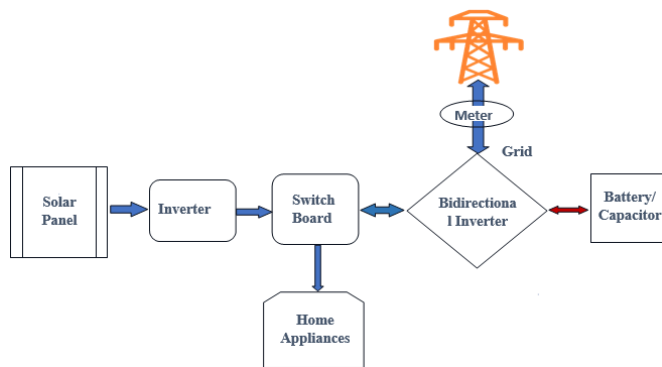 Meter
Grid
Solar
Panel
Inverter
Switch
Board
Bidirectiona
l Inverter
Battery/
Capacitor
Home
Appliances